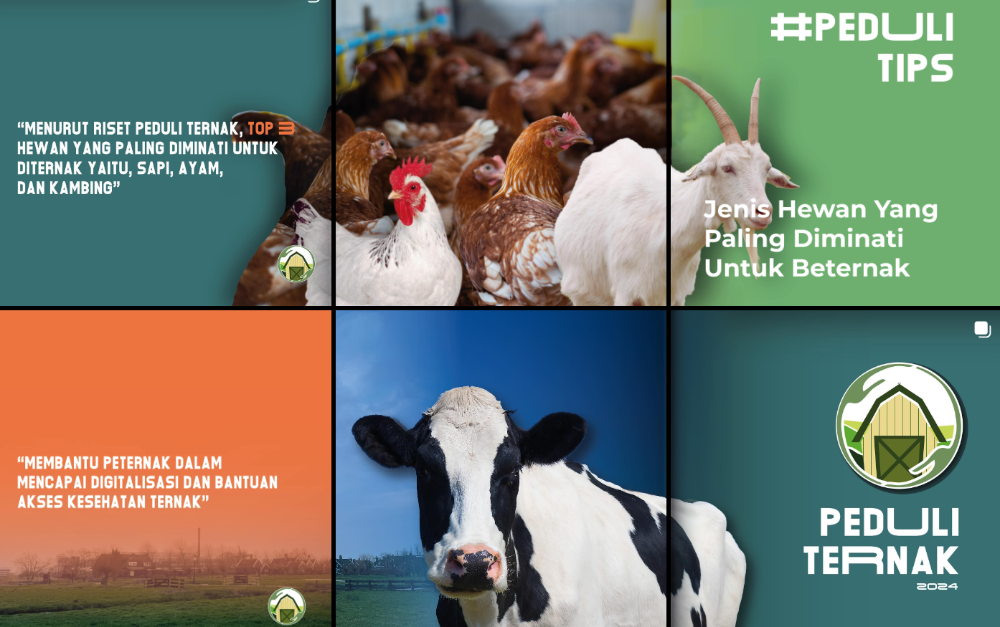 “MENURUT RISET PEDULI TERNAK, TOP 3
HEWAN YANG PALING DIMINATI UNTUK
DITERNAK YAITU, SAPI, AYAM,
DAN KAMBING”
#PEDULI
TIPS
Jenis Hewan Yang
Paling Diminati
Untuk Beternak
“MEMBANTU PETERNAK DALAM
MENCAPAI DIGITALISASI DAN BANTUAN
AKSES KESEHATAN TERNAK”
PEDULI
TERNAK
2024